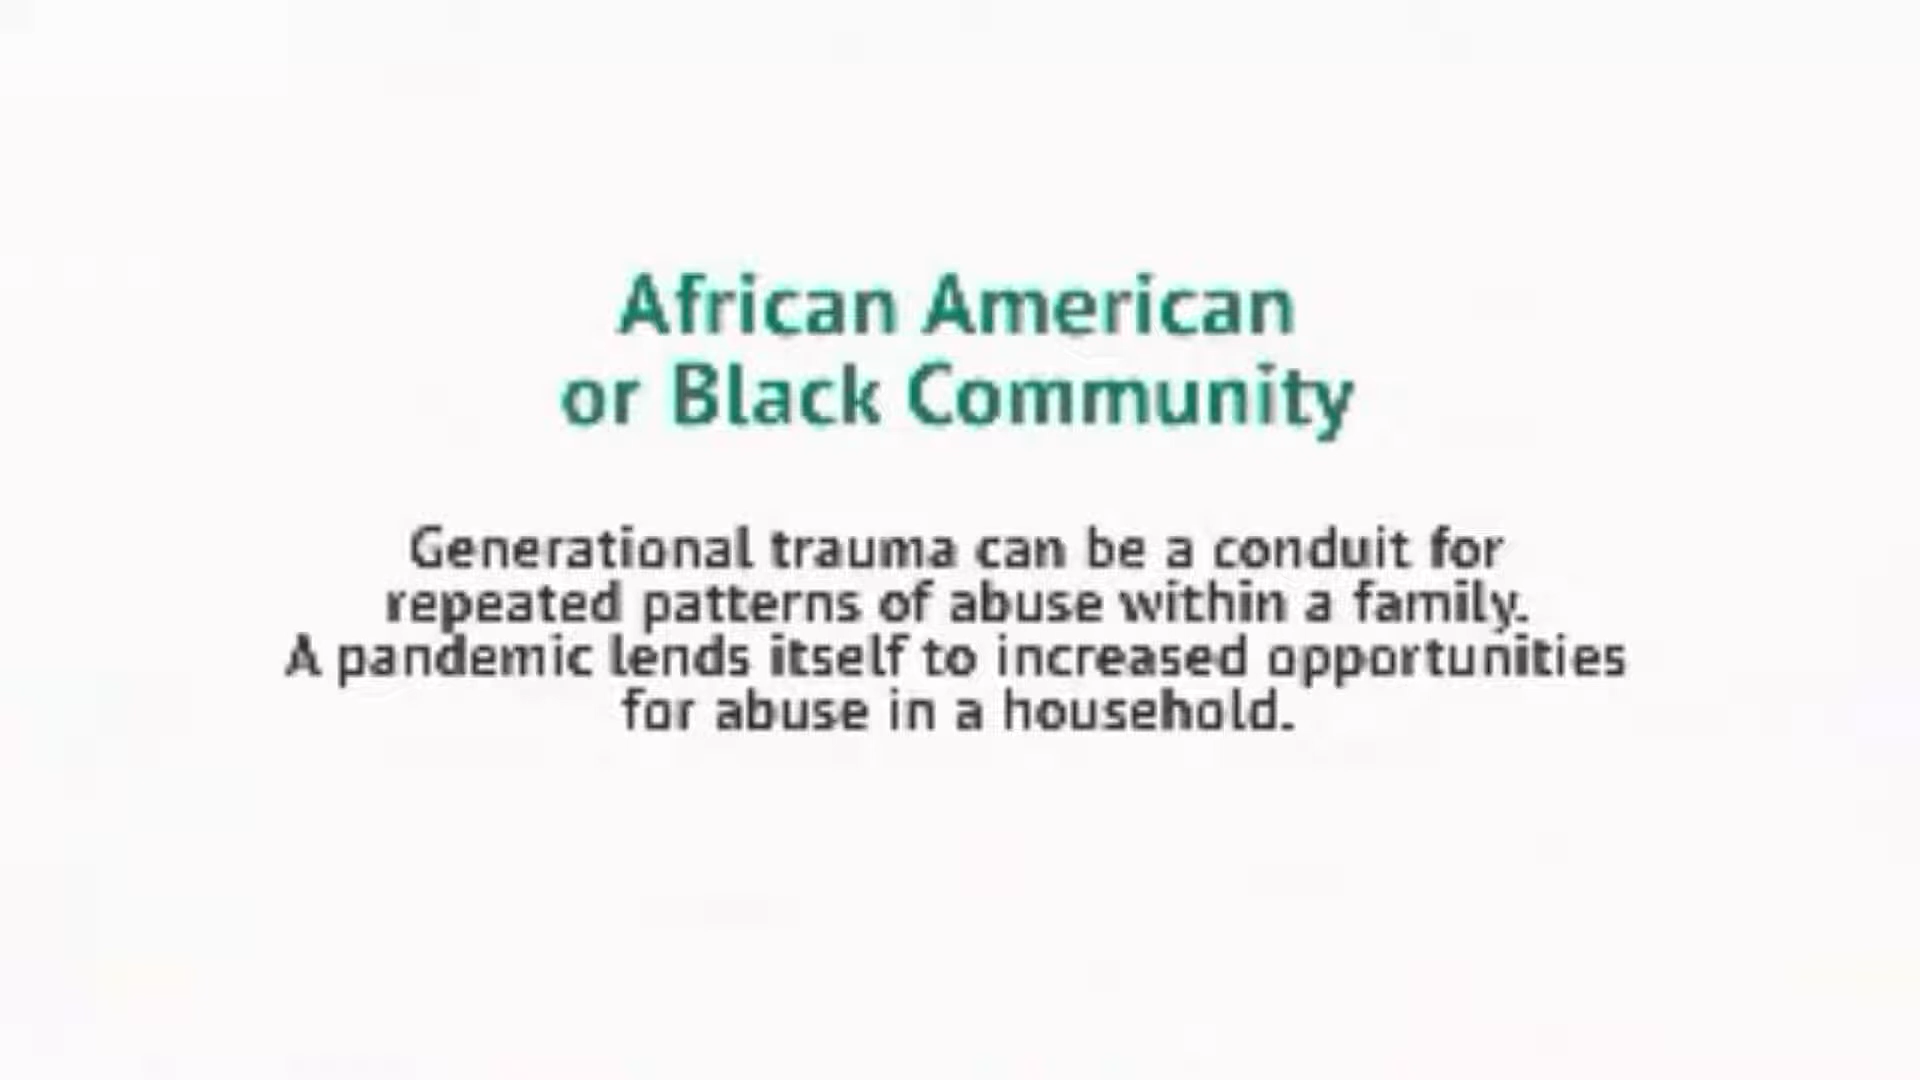 African American
or Black Community
Generational trauma can be a conduit for
repeated patterns of abuse within a family.
A pandemic lends itself to increased opportunities
for abuse in a household.